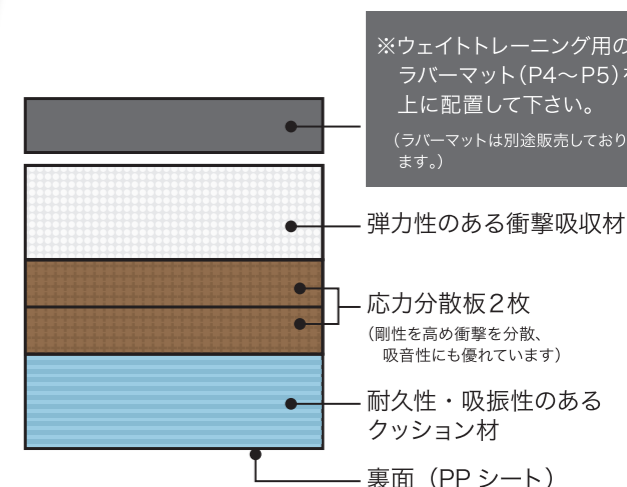 ※ウェイトトレーニング用の
ラバーマット(P4〜P5)を
上に配置して下さい。
(ラバーマットは別途販売しており
ます。)
弾力性のある衝撃吸収材
応力分散板2枚
(剛性を高め衝撃を分散、
吸音性にも優れています)
耐久性・吸振性のある
クッション材
裏面(PP シート)